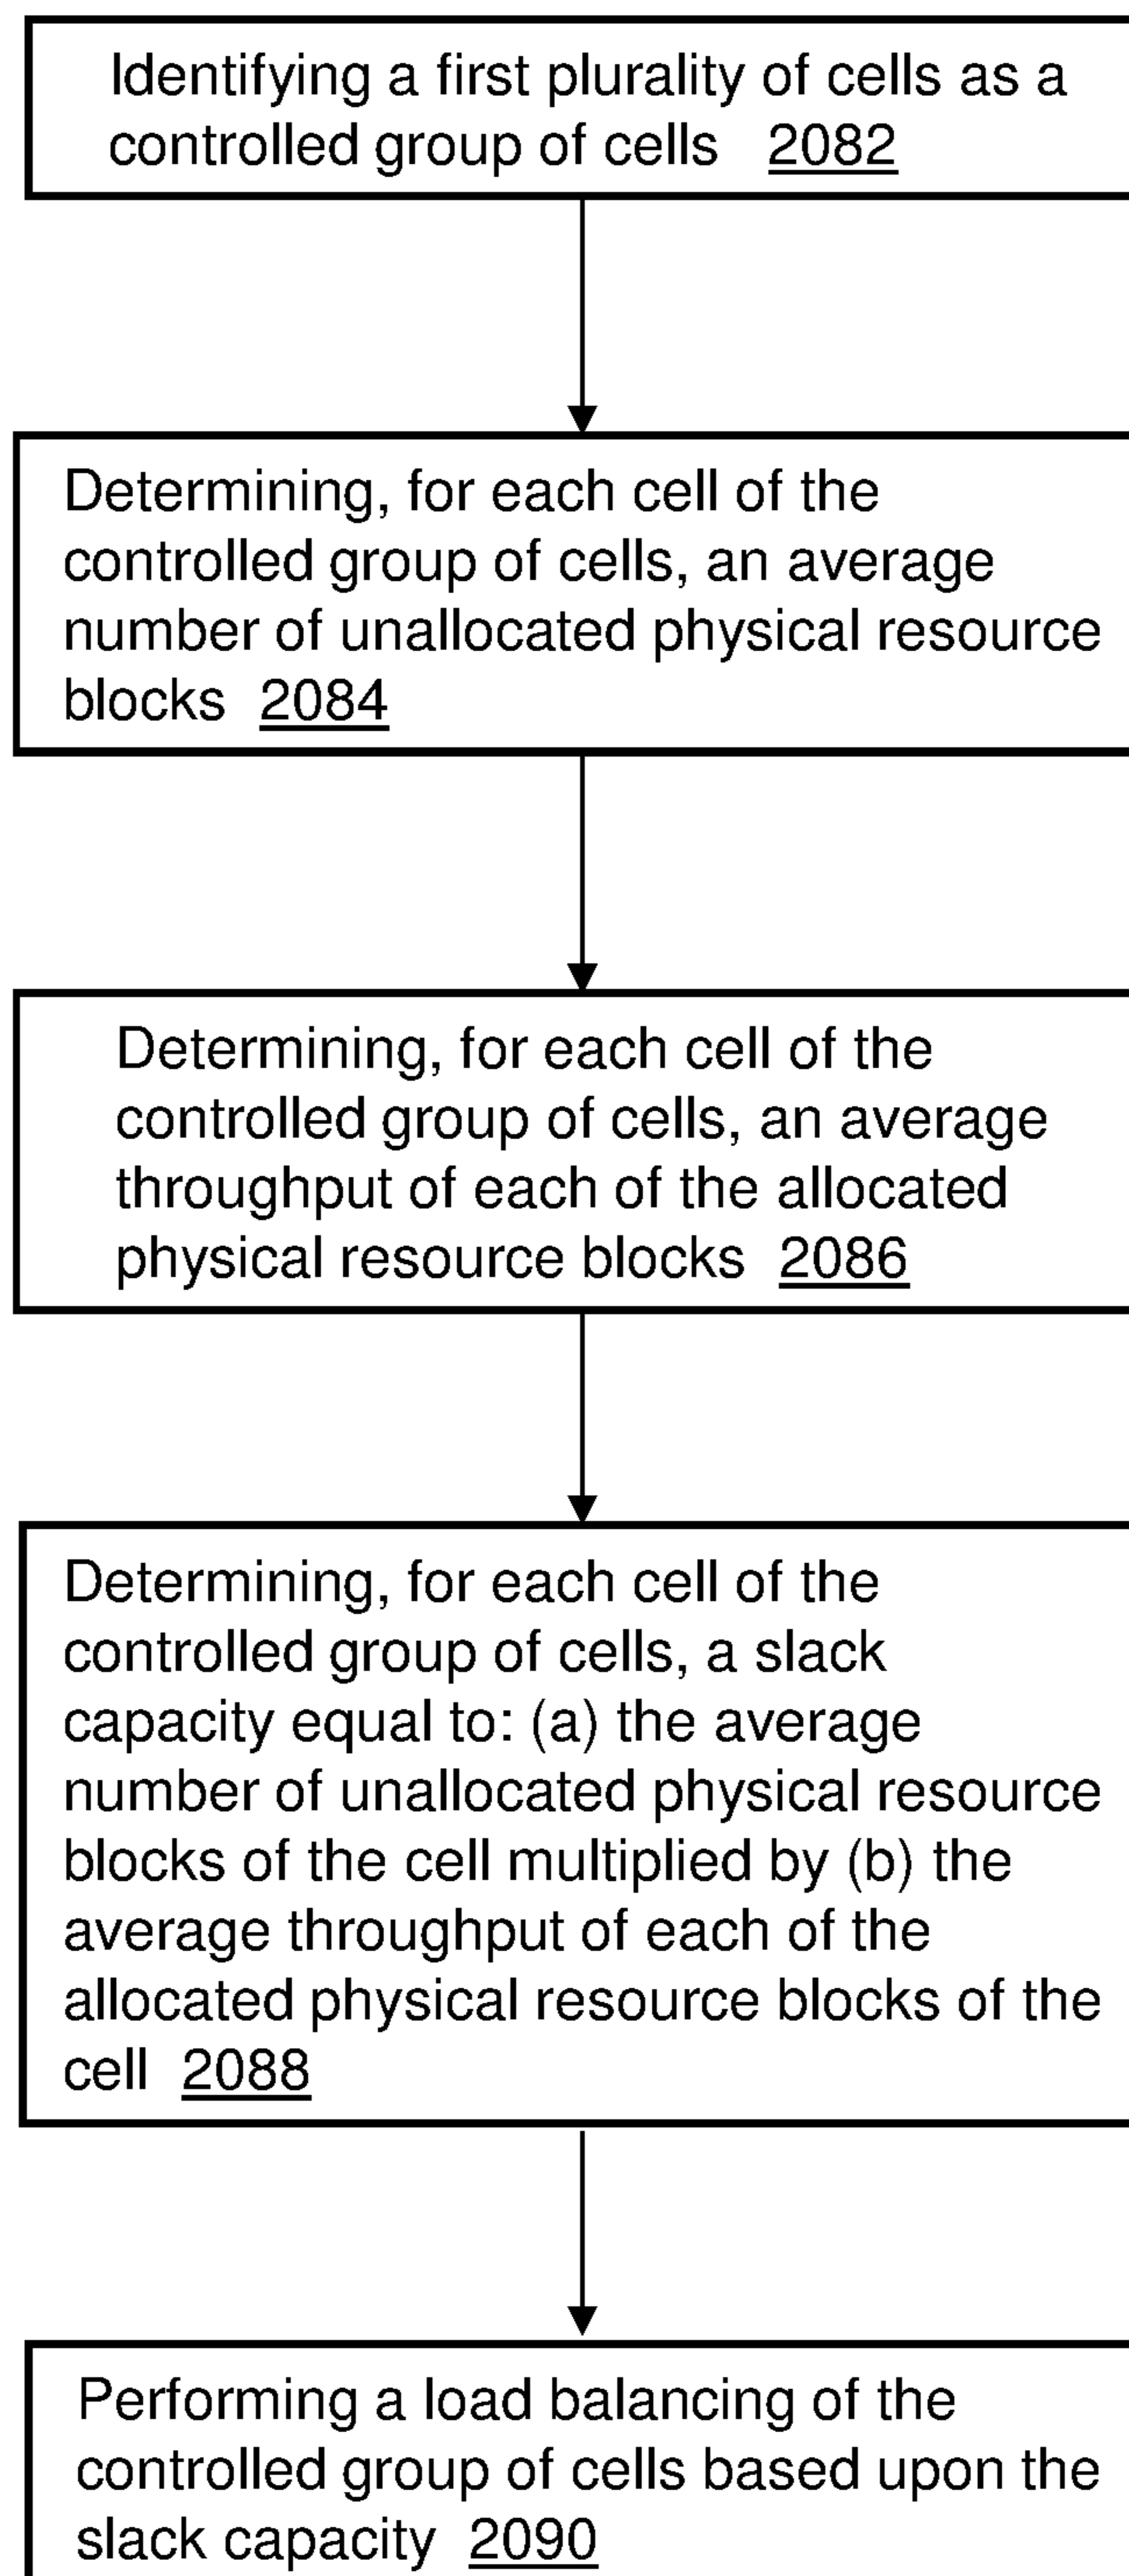 Identifying a first plurality of cells as a
controlled group of cells 2082
Determining, for each cell of the
controlled group of cells, an average
number of unallocated physical resource
blocks 2084
Determining, for each cell of the
controlled group of cells, an average
throughput of each of the allocated
physical resource blocks 2086
Determining, for each cell of the
controlled group of cells, a slack
capacity equal to: (a) the average
number of unallocated physical resource
blocks of the cell multiplied by (b) the
average throughput of each of the
allocated physical resource blocks of the
cell 2088
Performing a load balancing of the
controlled group of cells based upon the
slack capacity 2090